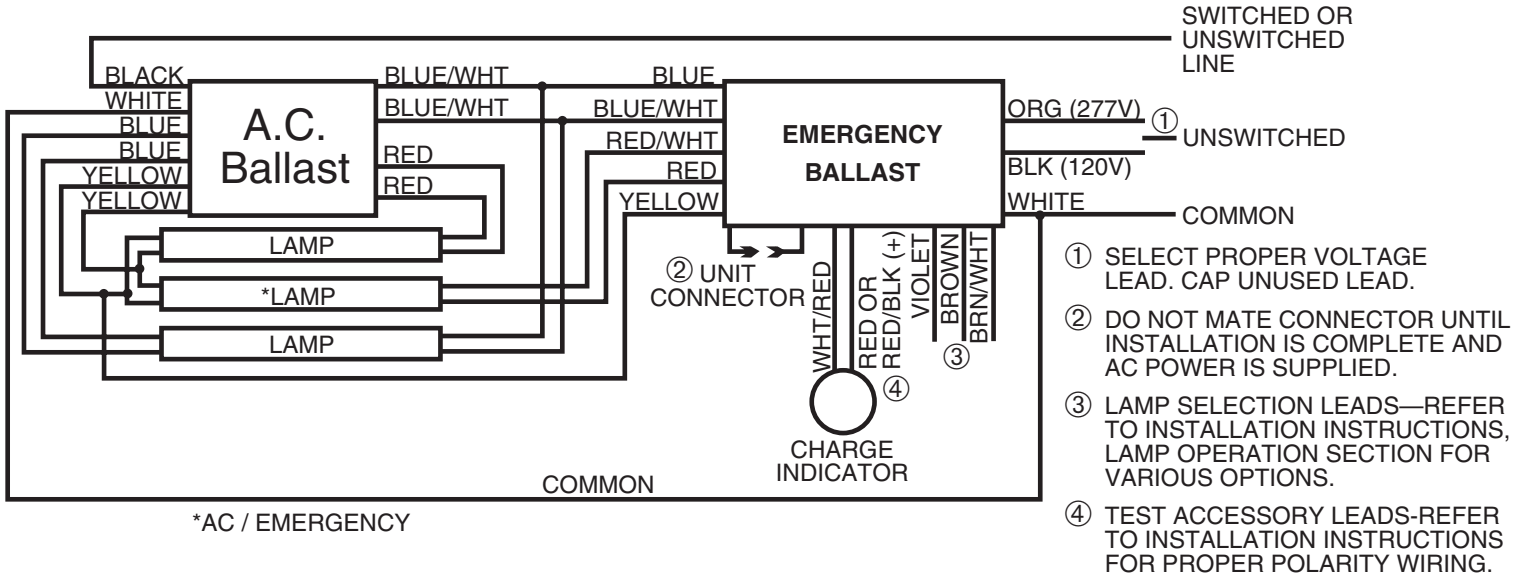 SWITCHED OR
UNSWITCHED
LINE
BLACK
WHITE
BLUE
BLUE
YELLOW
YELLOW
A.C.
Ballast
BLUE/WHT
BLUE/WHT
RED
RED
BLUE
BLUE/WHT
RED/WHT
RED
YELLOW
EMERGENCY
BALLAST
ORG (277V)
① UNSWITCHED
BLK (120V)
WHITE
COMMON
LAMP
*LAMP
LAMP
② UNIT
CONNECTOR
WHT/RED
RED OR
RED/BLK (+)
④
VIOLET
BROWN
BRN/WHT
③
CHARGE
INDICATOR
COMMON
*AC / EMERGENCY
① SELECT PROPER VOLTAGE
LEAD. CAP UNUSED LEAD.
② DO NOT MATE CONNECTOR UNTIL
INSTALLATION IS COMPLETE AND
AC POWER IS SUPPLIED.
③ LAMP SELECTION LEADS—REFER
TO INSTALLATION INSTRUCTIONS,
LAMP OPERATION SECTION FOR
VARIOUS OPTIONS.
④ TEST ACCESSORY LEADS-REFER
TO INSTALLATION INSTRUCTIONS
FOR PROPER POLARITY WIRING.